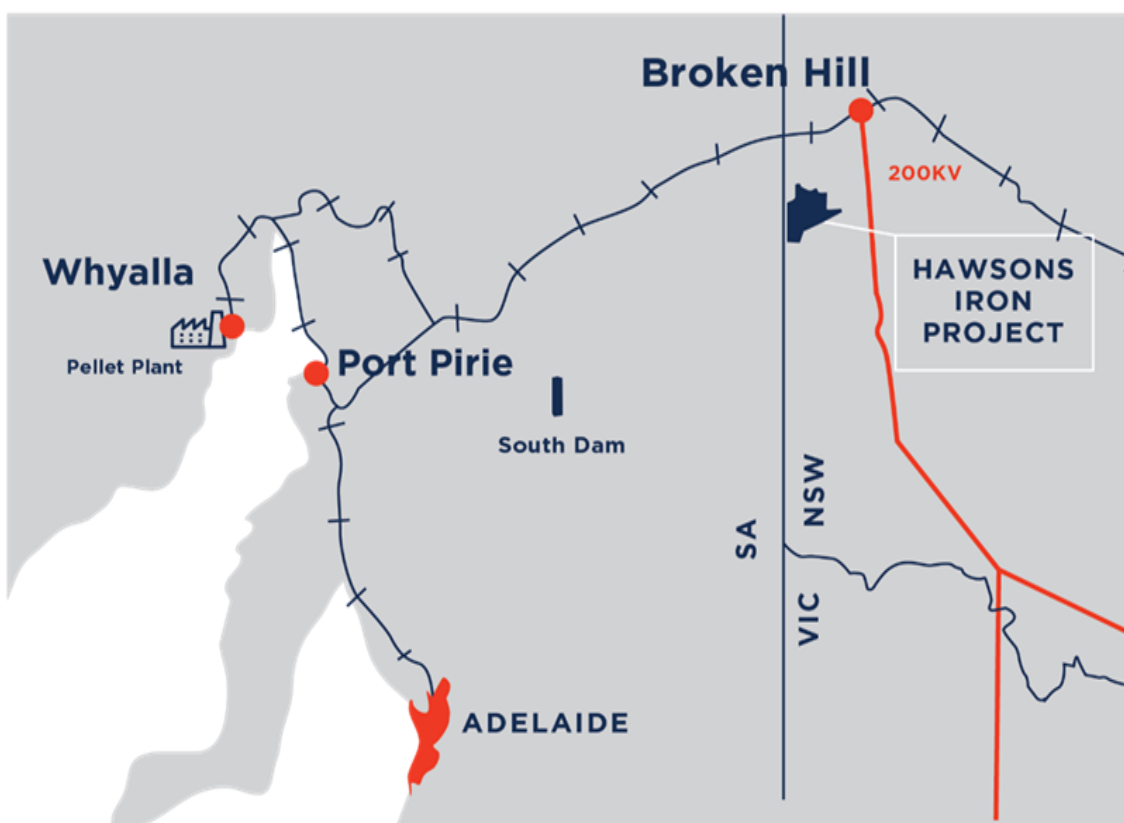 Broken Hill
200KV
Whyalla
HAWSONS
IRON
PROJECT
Port Pirie
Pellet Plant
South Dam
SA
NSW
VIC
ADELAIDE